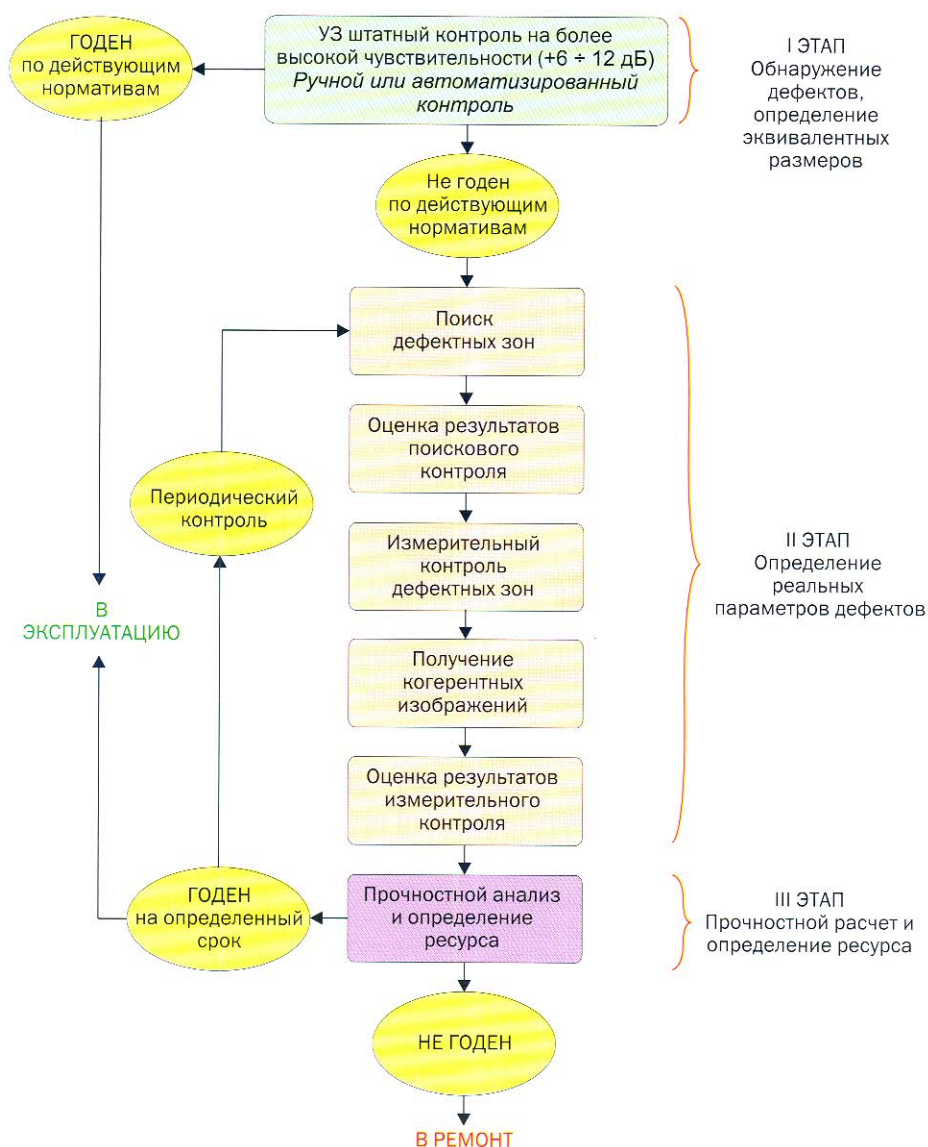 ГОДЕН
по действующим
нормативам
УЗ штатный контроль на более
высокой чувствительности (+6 ÷ 12 дБ)
Ручной или автоматизированный
контроль
I ЭТАП
Обнаружение
дефектов,
определение
эквивалентных
размеров
Не годен
по действующим
нормативам
Поиск
дефектных зон
Оценка результатов
поискового
контроля
Периодический
контроль
Измерительный
контроль
дефектных зон
II ЭТАП
Определение
реальных
параметров дефектов
В
ЭКСПЛУАТАЦИЮ
Получение
когерентных
изображений
Оценка результатов
измерительного
контроля
ГОДЕН
на определенный
срок
Прочностной анализ
и определение
ресурса
III ЭТАП
Прочностной расчет и
определение ресурса
НЕ ГОДЕН
В РЕМОНТ